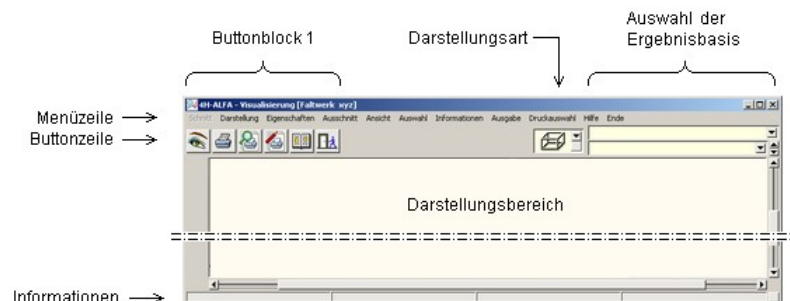 Auswahl der
Buttonblock 1 Darstellungsart Ergebnisbasis
4H-ALFA - Visualisierung [Faltwerk xyz]
Menüzeile Schnitt Darstellung Eigenschaften Ausschnitt Ansicht Auswahl Informationen Ausgabe Druckauswahl Hilfe Ende
Buttonzeile
Darstellungsbereich
Informationen